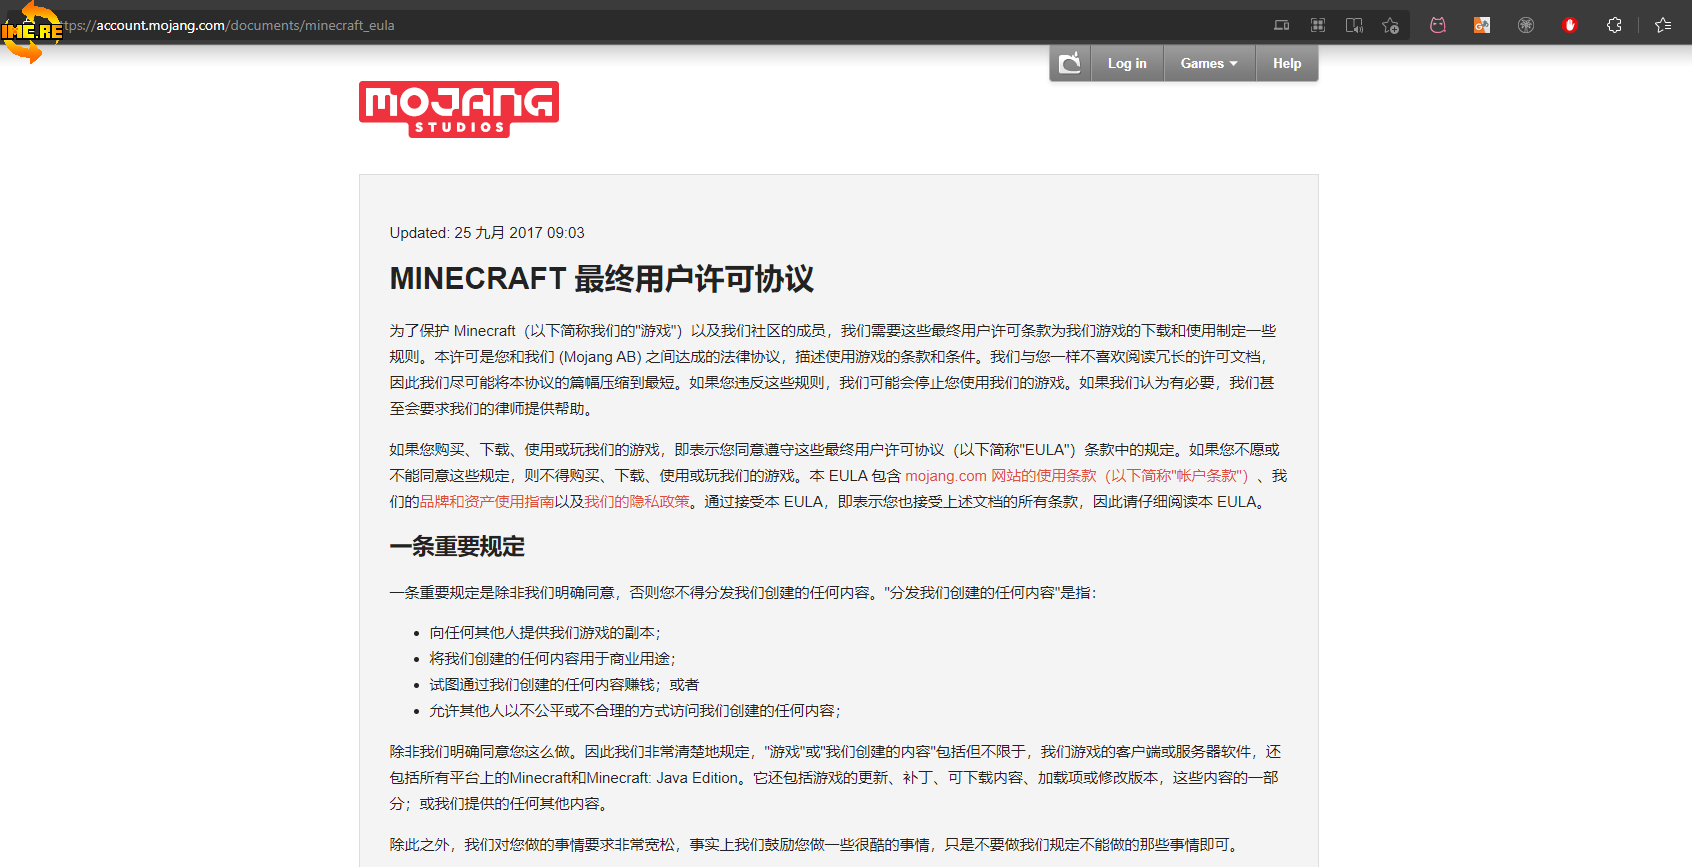 IME.RE
ttps://account.mojang.com/documents/minecraft_eula
Log in
Games
Help
MOJANG
STUDIOS
Updated: 25 九月 2017 09:03
MINECRAFT 最终用户许可协议
为了保护 Minecraft（以下简称我们的"游戏"）以及我们社区的成员，我们需要这些最终用户许可条款为我们游戏的下载和使用制定一些
规则。本许可是您和我们 (Mojang AB) 之间达成的法律协议，描述使用游戏的条款和条件。我们与您一样不喜欢阅读冗长的许可文档，
因此我们尽可能将本协议的篇幅压缩到最短。如果您违反这些规则，我们可能会停止您使用我们的游戏。如果我们认为有必要，我们甚
至会要求我们的律师提供帮助。
如果您购买、下载、使用或玩我们的游戏，即表示您同意遵守这些最终用户许可协议（以下简称"EULA"）条款中的规定。如果您不愿或
不能同意这些规定，则不得购买、下载、使用或玩我们的游戏。本 EULA 包含 mojang.com 网站的使用条款（以下简称"帐户条款"）、我
们的品牌和资产使用指南以及我们的隐私政策。通过接受本 EULA，即表示您也接受上述文档的所有条款，因此请仔细阅读本 EULA。
一条重要规定
一条重要规定是除非我们明确同意，否则您不得分发我们创建的任何内容。"分发我们创建的任何内容"是指：
• 向任何其他人提供我们游戏的副本；
• 将我们创建的任何内容用于商业用途；
• 试图通过我们创建的任何内容赚钱；或者
• 允许其他人以不公平或不合理的方式访问我们创建的任何内容；
除非我们明确同意您这么做。因此我们非常清楚地规定，"游戏"或"我们创建的内容"包括但不限于，我们游戏的客户端或服务器软件，还
包括所有平台上的Minecraft和Minecraft: Java Edition。它还包括游戏的更新、补丁、可下载内容、加载项或修改版本，这些内容的一部
分；或我们提供的任何其他内容。
除此之外，我们对您做的事情要求非常宽松，事实上我们鼓励您做一些很酷的事情，只是不要做我们规定不能做的那些事情即可。